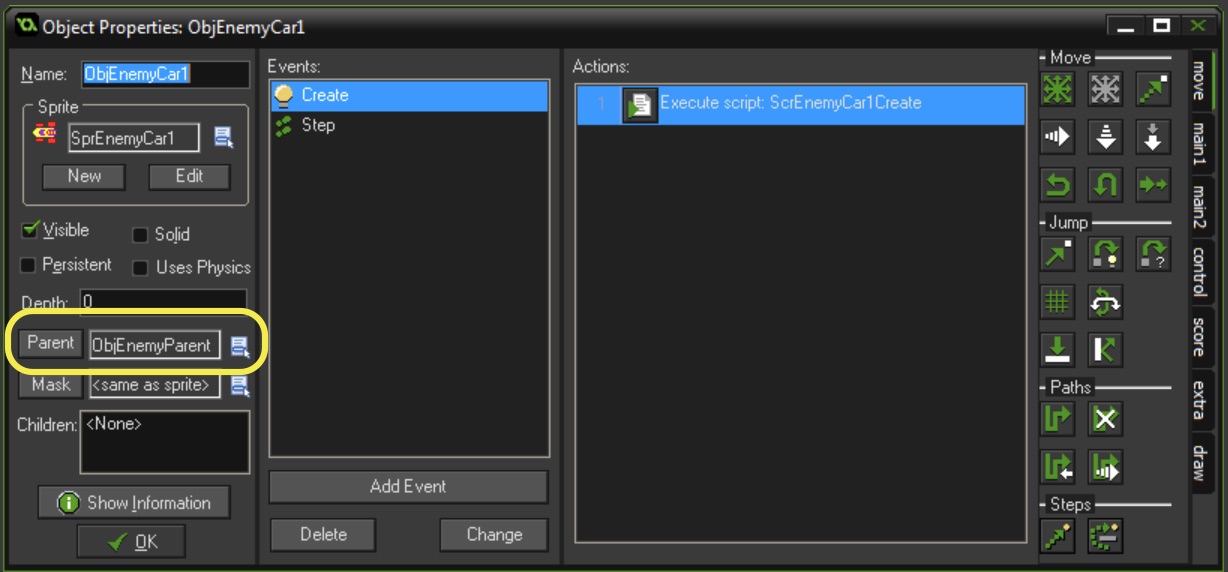 Object Properties: ObjEnemyCar1
Name: ObjEnemyCar1
Sprite
SprEnemyCar1
New Edit
Visible Solid
Persistent Uses Physics
Depth: 0
Parent ObjEnemyParent
Mask <same as sprite>
Children: <None>
Show Information
OK
Events:
Create
Step
Add Event
Delete Change
Actions:
1 Execute script: ScrEnemyCar1Create
Move
Jump
?
Paths
Steps
move
main1
main2
control
score
extra
draw